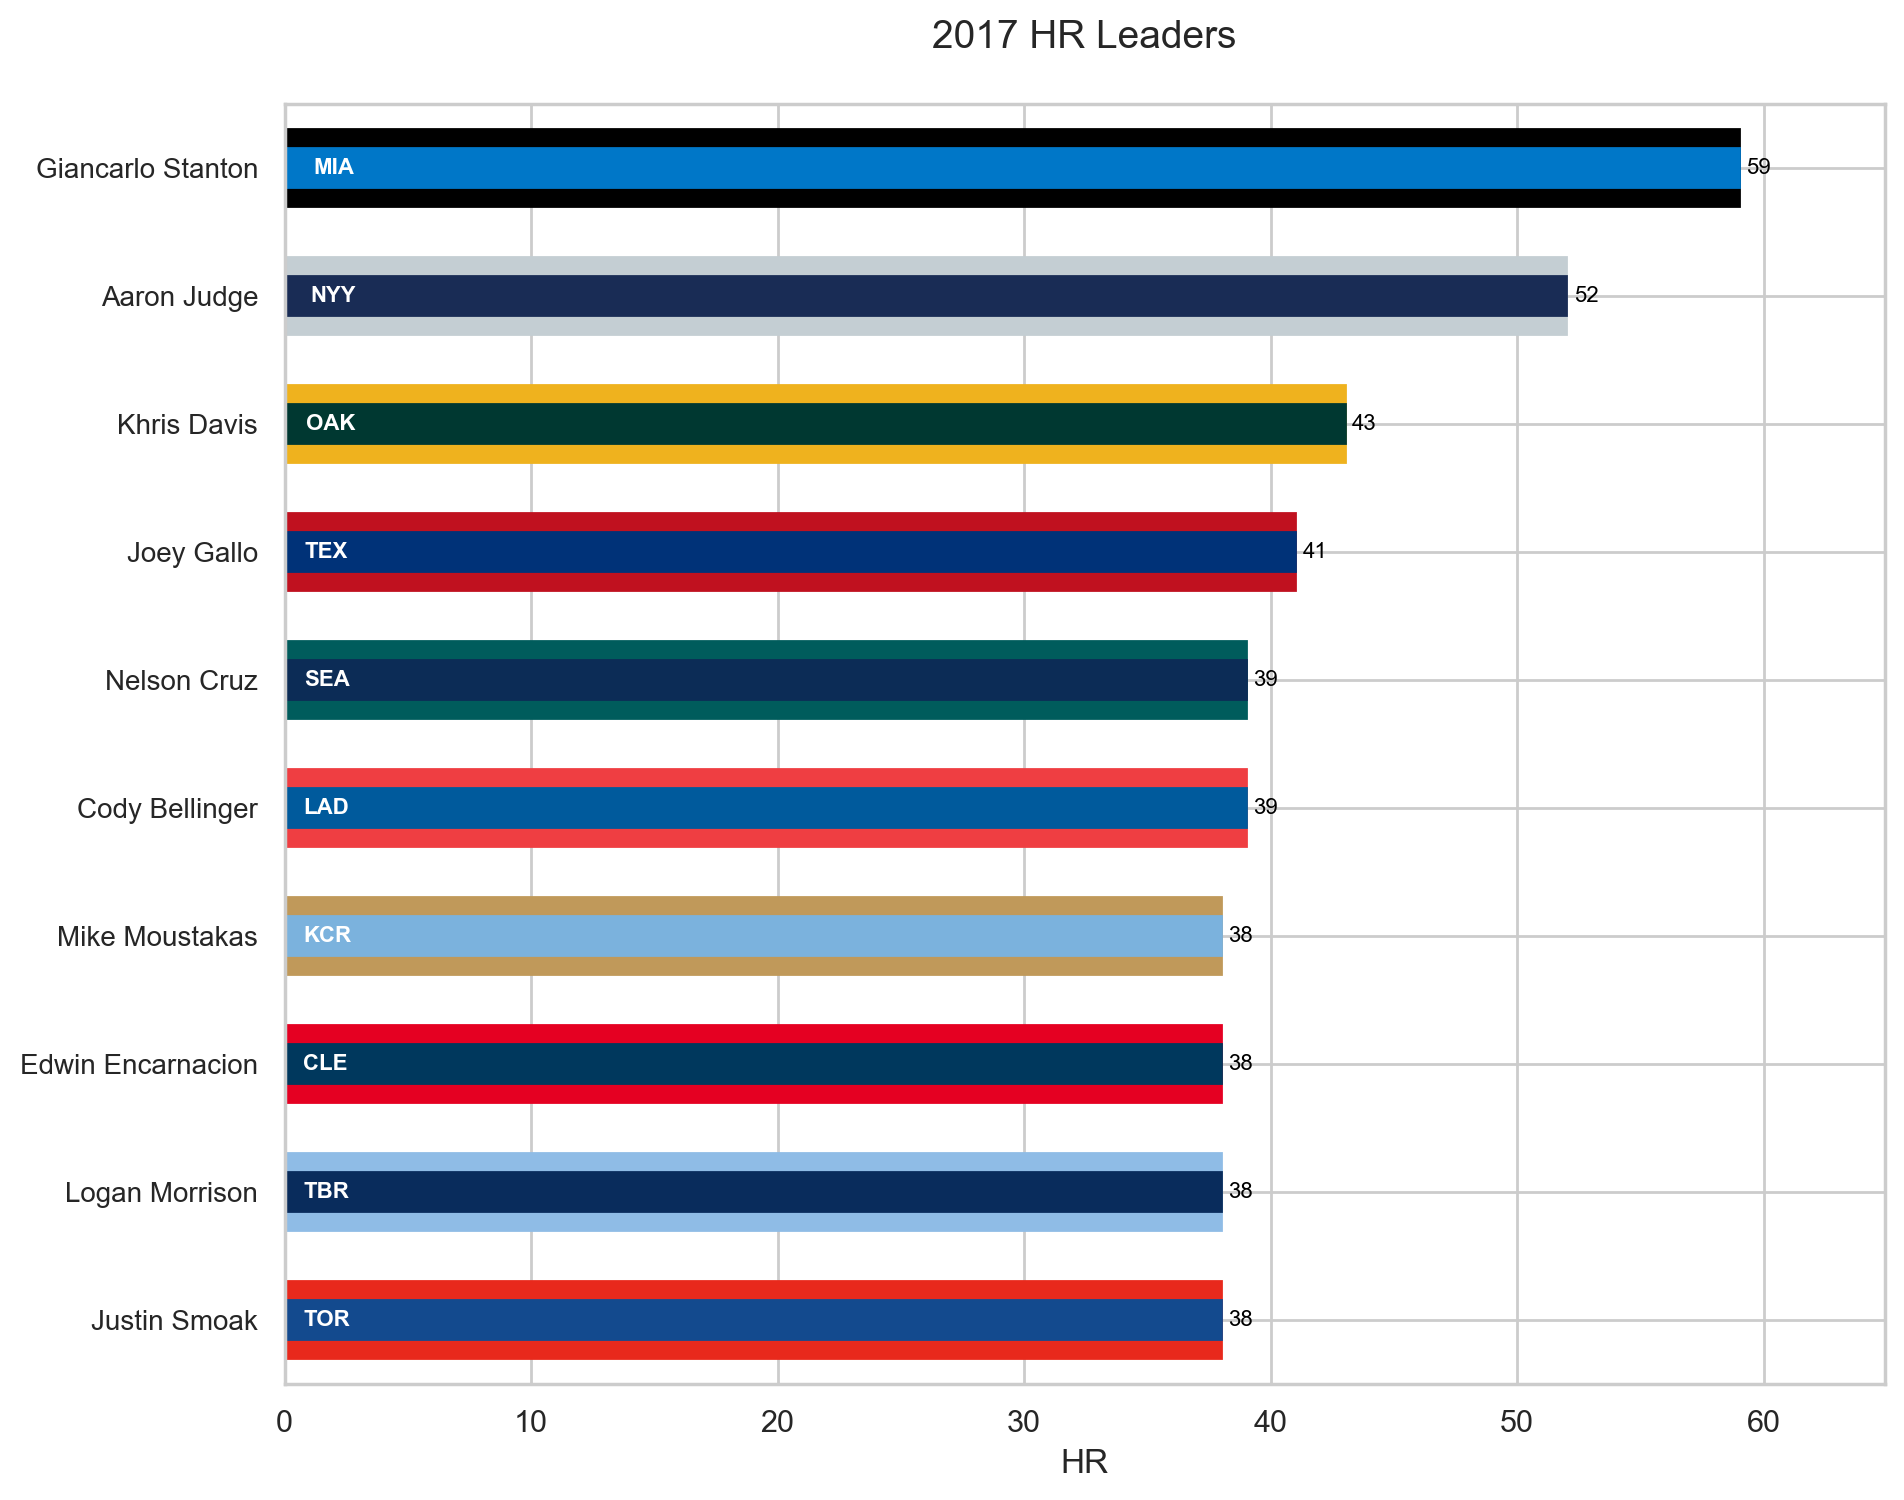 2017 HR Leaders
Giancarlo Stanton MIA 59
Aaron Judge NYY 52
Khris Davis OAK 43
Joey Gallo TEX 41
Nelson Cruz SEA 39
Cody Bellinger LAD 39
Mike Moustakas KCR 38
Edwin Encarnacion CLE 38
Logan Morrison TBR 38
Justin Smoak TOR 38
0 10 20 30 40 50 60
HR